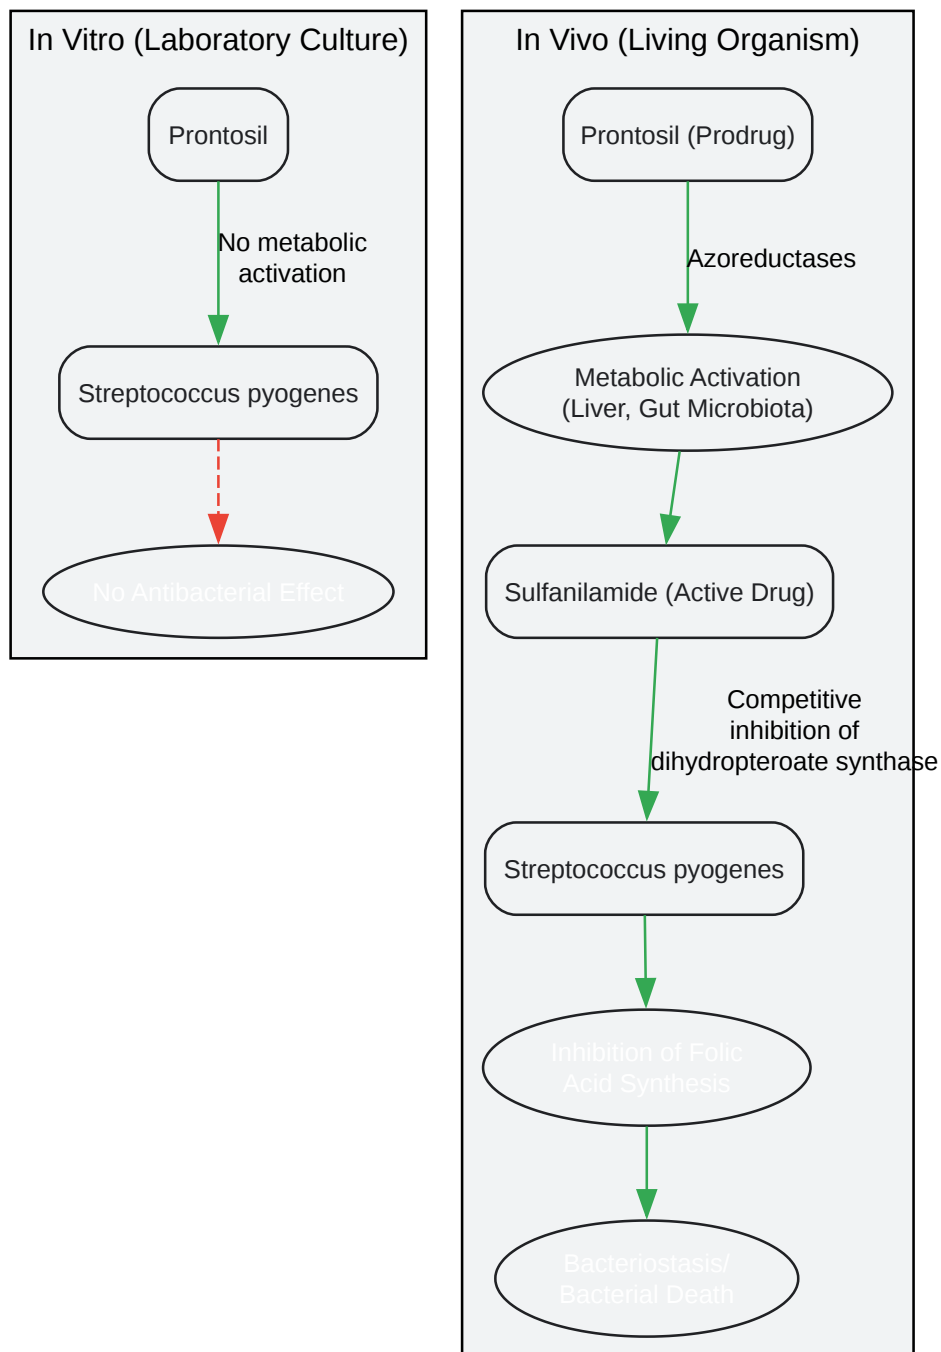 In Vitro (Laboratory Culture)
Prontosil
No metabolic
activation
Streptococcus pyogenes
No Antibacterial Effect
In Vivo (Living Organism)
Prontosil (Prodrug)
Azoreductases
Metabolic Activation
(Liver, Gut Microbiota)
Sulfanilamide (Active Drug)
Competitive
inhibition of
dihydropteroate synthase
Streptococcus pyogenes
Inhibition of Folic
Acid Synthesis
Bacteriostasis/
Bacterial Death